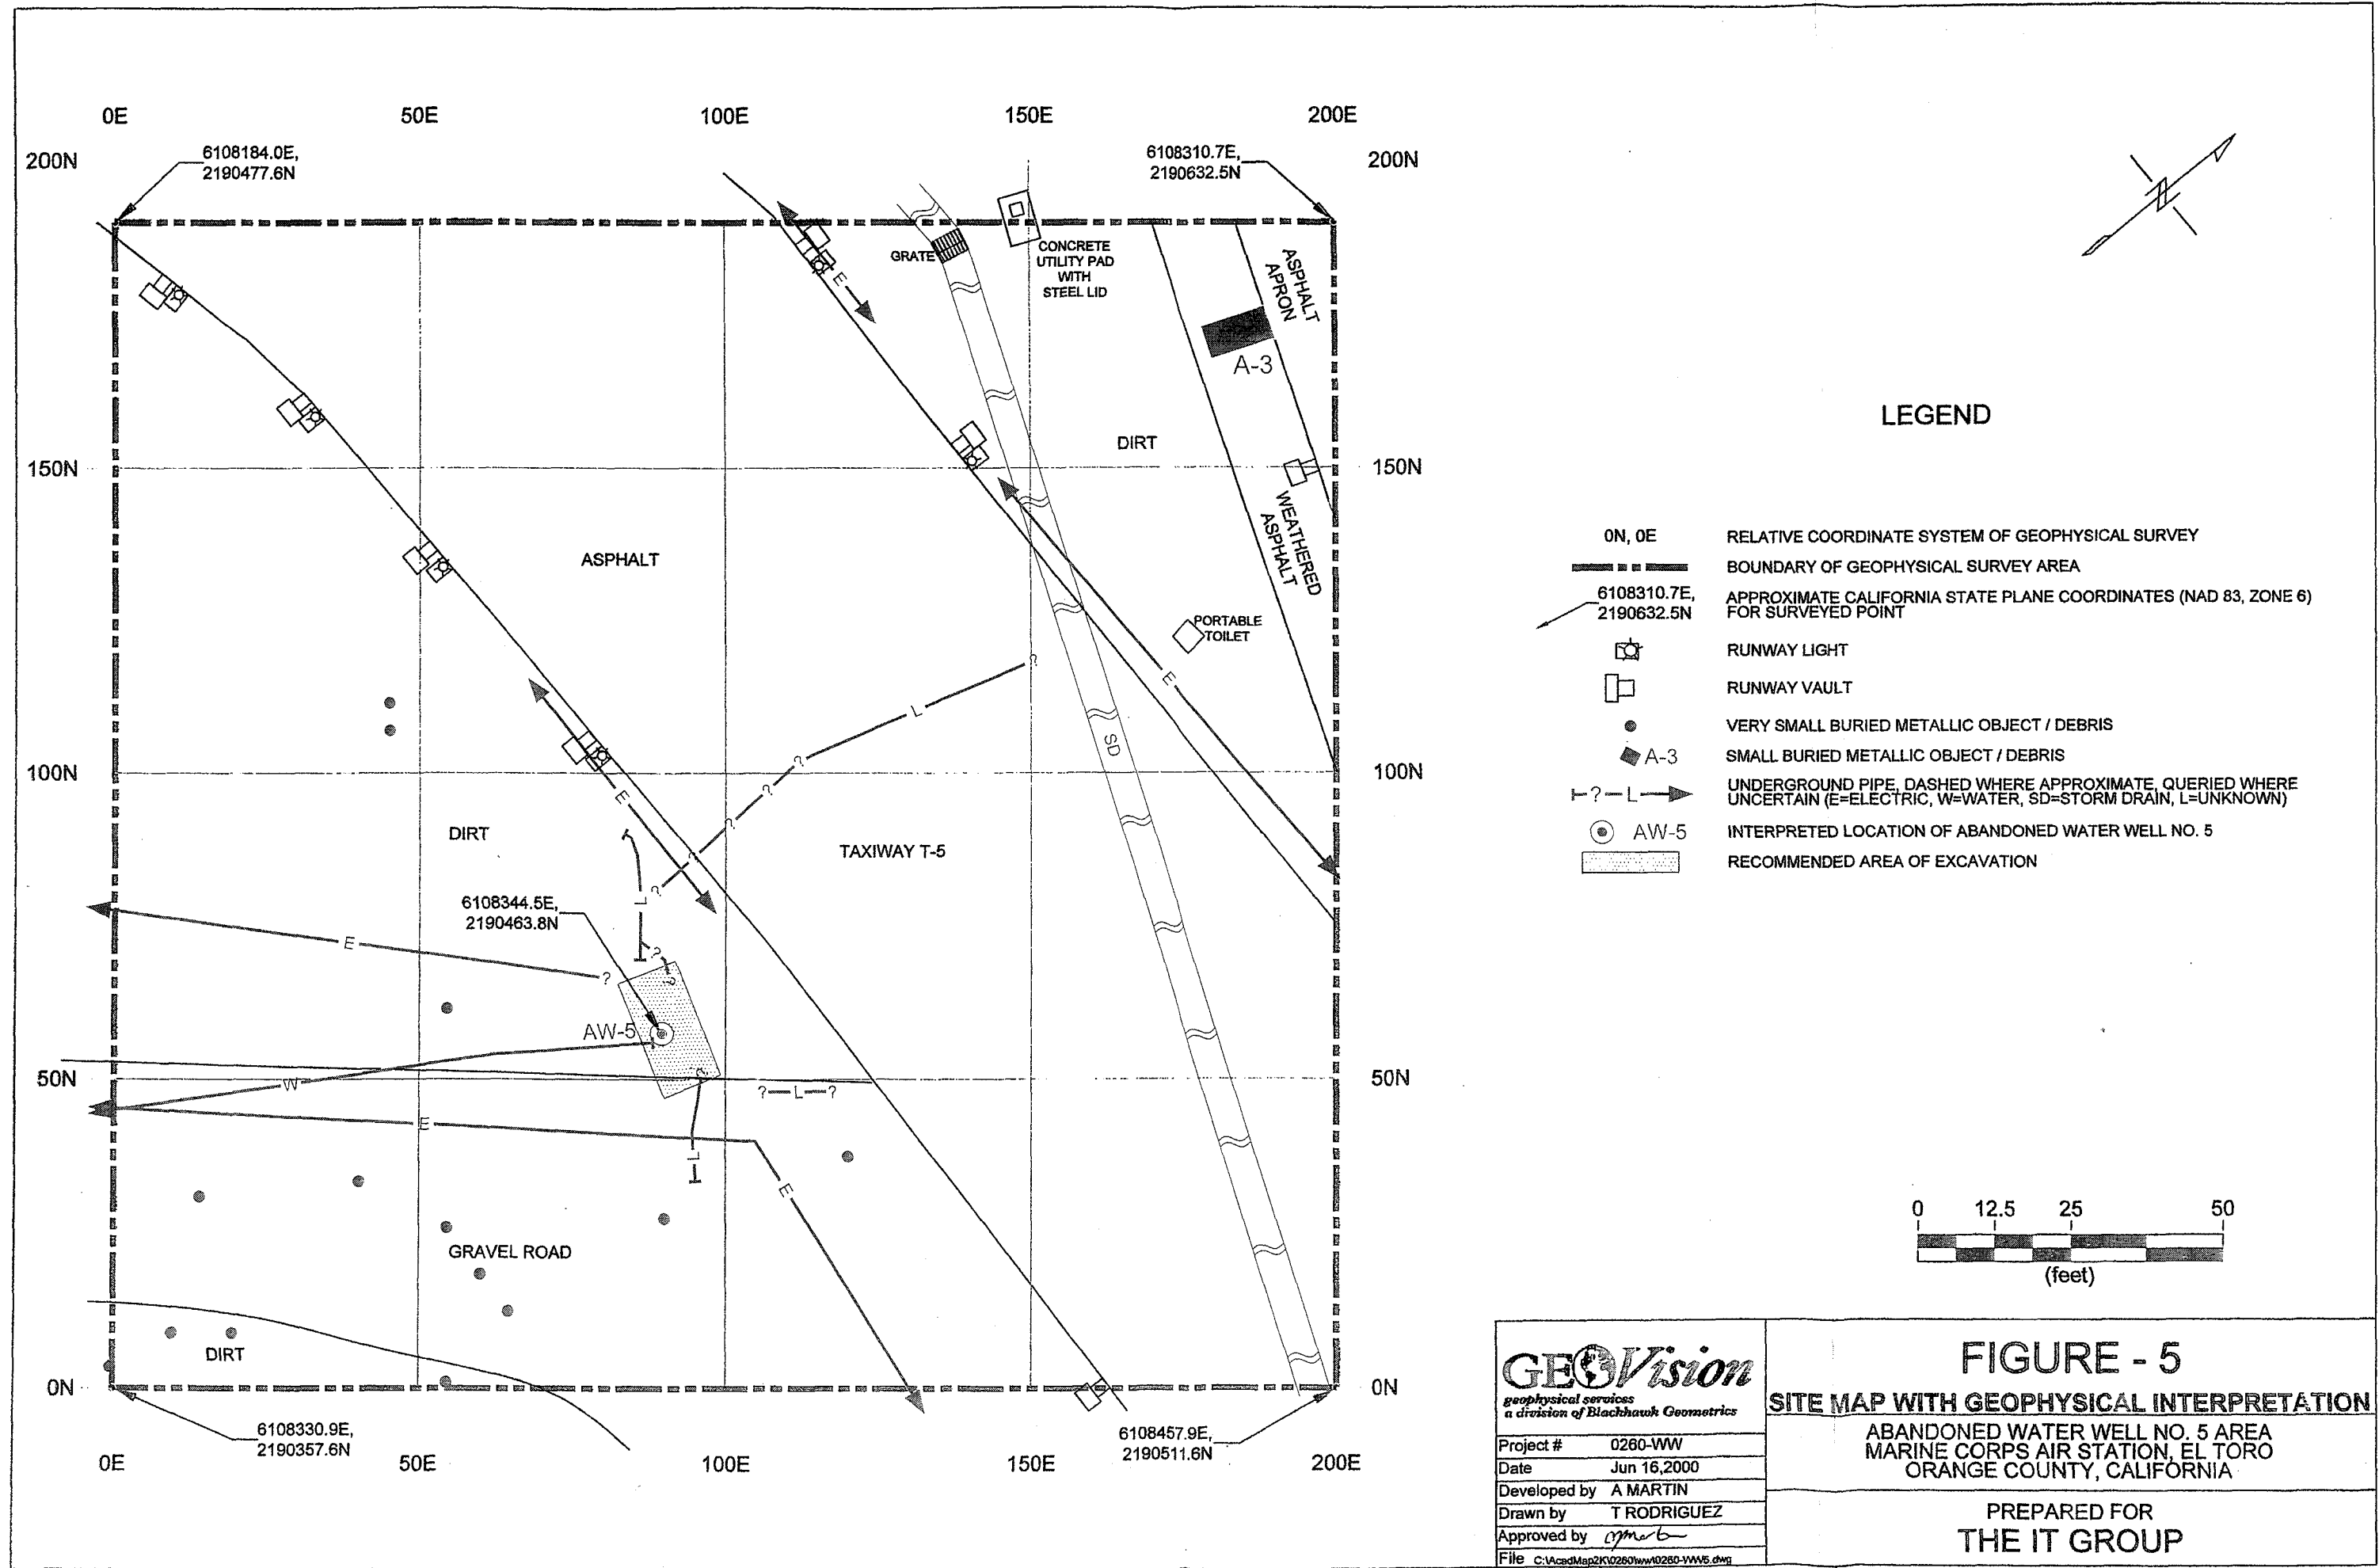 0E 50E 100E 150E 200E
200N
6108184.0E,
2190477.6N
6108310.7E,
2190632.5N
200N
GRATE
CONCRETE
UTILITY PAD
WITH
STEEL LID
ASPHALT
APRON
E
A-3
DIRT
150N
150N
WEATHERED
ASPHALT
ASPHALT
PORTABLE
TOILET
?
E
L
SD
?
100N
100N
?
E
?
DIRT
TAXIWAY T-5
?
?
L
6108344.5E,
2190463.8N
E
?
?
?
AW-5
50N
W
?
?—L—?
50N
E
L
E
GRAVEL ROAD
DIRT
0N
0N
6108330.9E,
2190357.6N
6108457.9E,
2190511.6N
0E 50E 100E 150E 200E
N
LEGEND
0N, 0E RELATIVE COORDINATE SYSTEM OF GEOPHYSICAL SURVEY
BOUNDARY OF GEOPHYSICAL SURVEY AREA
6108310.7E, APPROXIMATE CALIFORNIA STATE PLANE COORDINATES (NAD 83, ZONE 6)
2190632.5N FOR SURVEYED POINT
RUNWAY LIGHT
RUNWAY VAULT
VERY SMALL BURIED METALLIC OBJECT / DEBRIS
A-3 SMALL BURIED METALLIC OBJECT / DEBRIS
?—L UNDERGROUND PIPE, DASHED WHERE APPROXIMATE, QUERIED WHERE
UNCERTAIN (E=ELECTRIC, W=WATER, SD=STORM DRAIN, L=UNKNOWN)
AW-5 INTERPRETED LOCATION OF ABANDONED WATER WELL NO. 5
RECOMMENDED AREA OF EXCAVATION
0 12.5 25 50
(feet)
GEOVision
geophysical services
a division of Blackhawk Geometrics
Project # 0260-WW
Date Jun 16,2000
Developed by A MARTIN
Drawn by T RODRIGUEZ
Approved by
File C:\AcadMap2K\0260\ww\0260-WW5.dwg
FIGURE - 5
SITE MAP WITH GEOPHYSICAL INTERPRETATION
ABANDONED WATER WELL NO. 5 AREA
MARINE CORPS AIR STATION, EL TORO
ORANGE COUNTY, CALIFORNIA
PREPARED FOR
THE IT GROUP